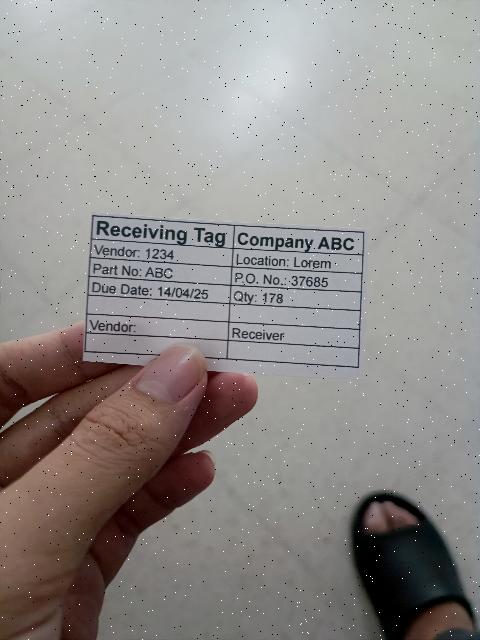 Receiving Tag Company ABC
Vendor: 1234 Location: Lorem
Part No: ABC P.O. No.: 37685
Due Date: 14/04/25 Qty: 178
Vendor: Receiver